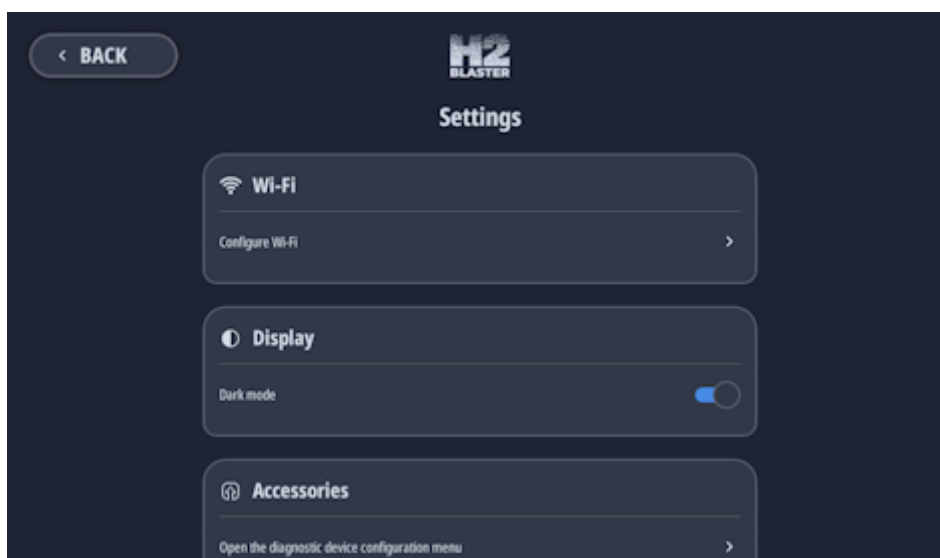 ‹ BACK
H2
BLASTER
Settings
Wi-Fi
Configure Wi-Fi
Display
Dark mode
Accessories
Open the diagnostic device configuration menu